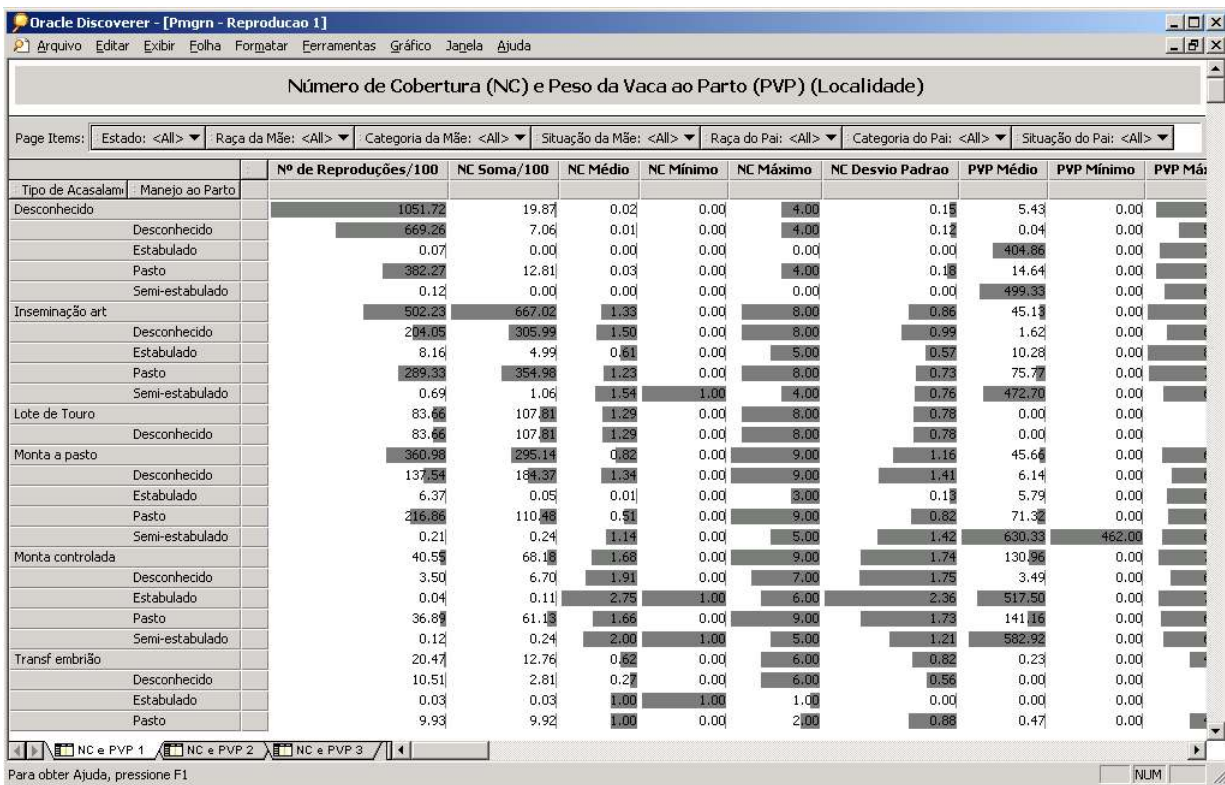 Oracle Discoverer - [Pmgrn - Reproducao 1]
Arquivo Editar Exibir Folha Formatar Ferramentas Gráfico Janela Ajuda
Número de Cobertura (NC) e Peso da Vaca ao Parto (PVP) (Localidade)
Page Items: Estado: <All> Raça da Mãe: <All> Categoria da Mãe: <All> Situação da Mãe: <All> Raça do Pai: <All> Categoria do Pai: <All> Situação do Pai: <All>
Nº de Reproduções/100 NC Soma/100 NC Médio NC Mínimo NC Máximo NC Desvio Padrao PVP Médio PVP Mínimo PVP
Tipo de Manejo ao Parto
Desconhecido 1051.72 19.87 0.02 0.00 4.00 0.15 5.43 0.00
Desconhecido 669.26 7.06 0.01 0.00 4.00 0.12 0.04 0.00
Estabulado 0.07 0.00 0.00 0.00 0.00 0.00 404.86 0.00
Pasto 382.27 12.81 0.03 0.00 4.00 0.18 14.64 0.00
Semi-estabulado 0.12 0.00 0.00 0.00 0.00 0.00 499.33 0.00
Inseminação art 502.23 667.02 1.33 0.00 8.00 0.86 45.13 0.00
Desconhecido 204.05 305.99 1.50 0.00 8.00 0.99 1.62 0.00
Estabulado 8.16 4.99 0.61 0.00 5.00 0.57 10.28 0.00
Pasto 289.33 354.98 1.23 0.00 8.00 0.73 75.77 0.00
Semi-estabulado 0.69 1.06 1.54 1.00 4.00 0.76 472.70 0.00
Lote de Touro 83.66 107.81 1.29 0.00 8.00 0.78 0.00 0.00
Desconhecido 83.66 107.81 1.29 0.00 8.00 0.78 0.00 0.00
Monta a pasto 360.98 295.14 0.82 0.00 9.00 1.16 45.66 0.00
Desconhecido 137.54 184.37 1.34 0.00 9.00 1.41 6.14 0.00
Estabulado 6.37 0.05 0.01 0.00 3.00 0.13 5.79 0.00
Pasto 216.86 110.48 0.51 0.00 9.00 0.82 71.32 0.00
Semi-estabulado 0.21 0.24 1.14 0.00 5.00 1.42 630.33 462.00
Monta controlada 40.55 68.18 1.68 0.00 9.00 1.74 130.96 0.00
Desconhecido 3.50 6.70 1.91 0.00 7.00 1.75 3.49 0.00
Estabulado 0.04 0.11 2.75 1.00 6.00 2.36 517.50 0.00
Pasto 36.89 61.13 1.66 0.00 9.00 1.73 141.16 0.00
Semi-estabulado 0.12 0.24 2.00 1.00 5.00 1.21 582.92 0.00
Transf embrião 20.47 12.76 0.62 0.00 6.00 0.82 0.23 0.00
Desconhecido 10.51 2.81 0.27 0.00 6.00 0.56 0.00 0.00
Estabulado 0.03 0.03 1.00 1.00 1.00 0.00 0.00 0.00
Pasto 9.93 9.92 1.00 0.00 2.00 0.88 0.47 0.00
NC e PVP 1 NC e PVP 2 NC e PVP 3
Para obter Ajuda, pressione F1 NUM